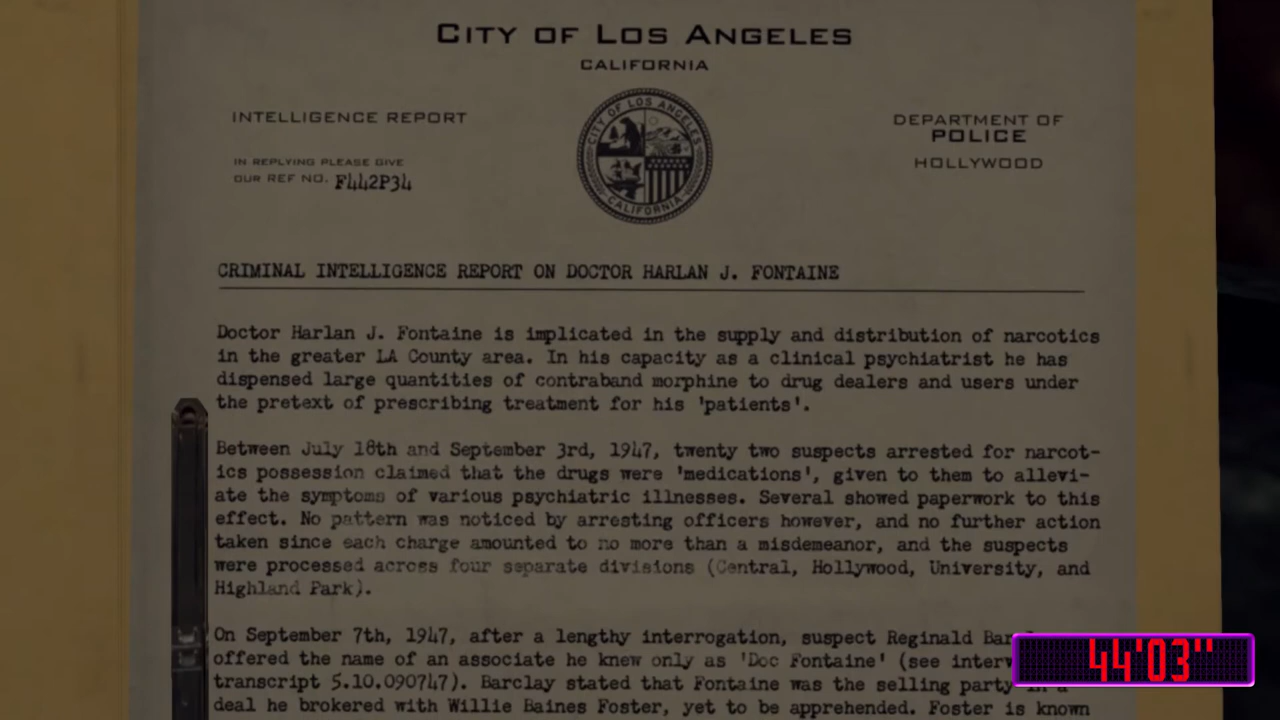 CITY OF LOS ANGELES
CALIFORNIA
INTELLIGENCE REPORT
IN REPLYING PLEASE GIVE
OUR REF NO. F442P34
CITY OF LOS ANGELES
CALIFORNIA
DEPARTMENT OF
POLICE
HOLLYWOOD
CRIMINAL INTELLIGENCE REPORT ON DOCTOR HARLAN J. FONTAINE
Doctor Harlan J. Fontaine is implicated in the supply and distribution of narcotics
in the greater LA County area. In his capacity as a clinical psychiatrist he has
dispensed large quantities of contraband morphine to drug dealers and users under
the pretext of prescribing treatment for his 'patients'.
Between July 18th and September 3rd, 1947, twenty two suspects arrested for narcot-
ics possession claimed that the drugs were 'medications', given to them to allevi-
ate the symptoms of various psychiatric illnesses. Several showed paperwork to this
effect. No pattern was noticed by arresting officers however, and no further action
taken since each charge amounted to no more than a misdemeanor, and the suspects
were processed across four separate divisions (Central, Hollywood, University, and
Highland Park).
On September 7th, 1947, after a lengthy interrogation, suspect Reginald
offered the name of an associate he knew only as 'Doc Fontaine' (see
transcript 5.10.090747). Barclay stated that Fontaine was the selling party
deal he brokered with Willie Baines Foster, yet to be apprehended. Foster is known
44'03''